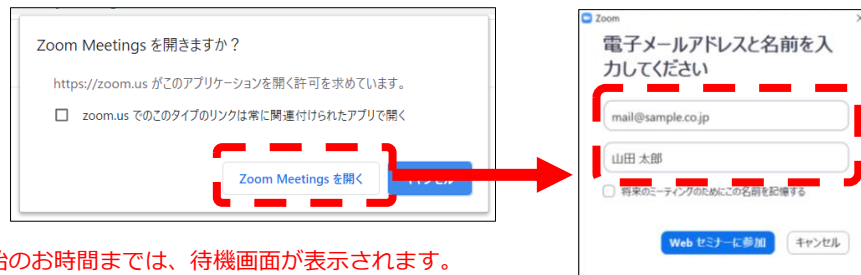 Zoom Meetings を開きますか？
https://zoom.us がこのアプリケーションを開く許可を求めています。
zoom.us でのこのタイプのリンクは常に関連付けられたアプリで開く
Zoom Meetings を開く
Zoom
電子メールアドレスと名前を入
力してください
mail@sample.co.jp
山田 太郎
将来のミーティングのためにこの名前を記憶する
Web セミナーに参加 キャンセル
のお時間までは、待機画面が表示されます。